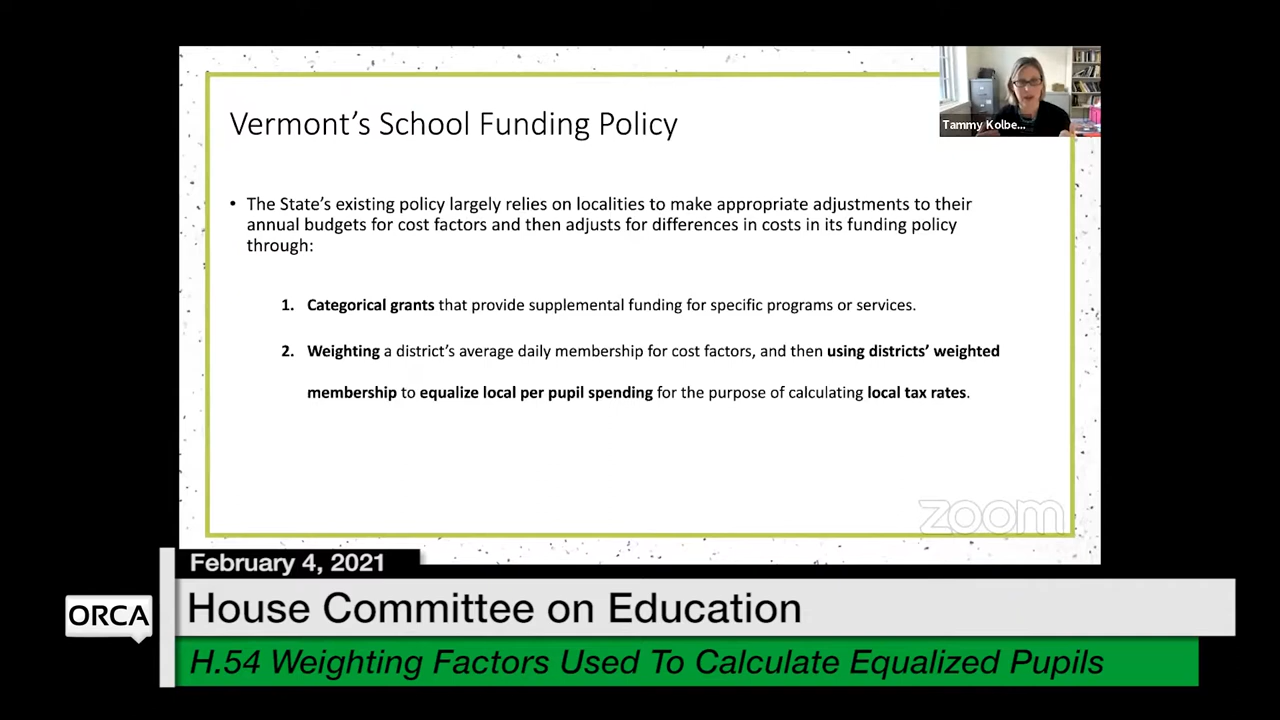 Vermont's School Funding Policy
Tammy Kolbe...
• The State's existing policy largely relies on localities to make appropriate adjustments to their
annual budgets for cost factors and then adjusts for differences in costs in its funding policy
through:
1. Categorical grants that provide supplemental funding for specific programs or services.
2. Weighting a district's average daily membership for cost factors, and then using districts' weighted
membership to equalize local per pupil spending for the purpose of calculating local tax rates.
zoom
February 4, 2021
ORCA
House Committee on Education
H.54 Weighting Factors Used To Calculate Equalized Pupils